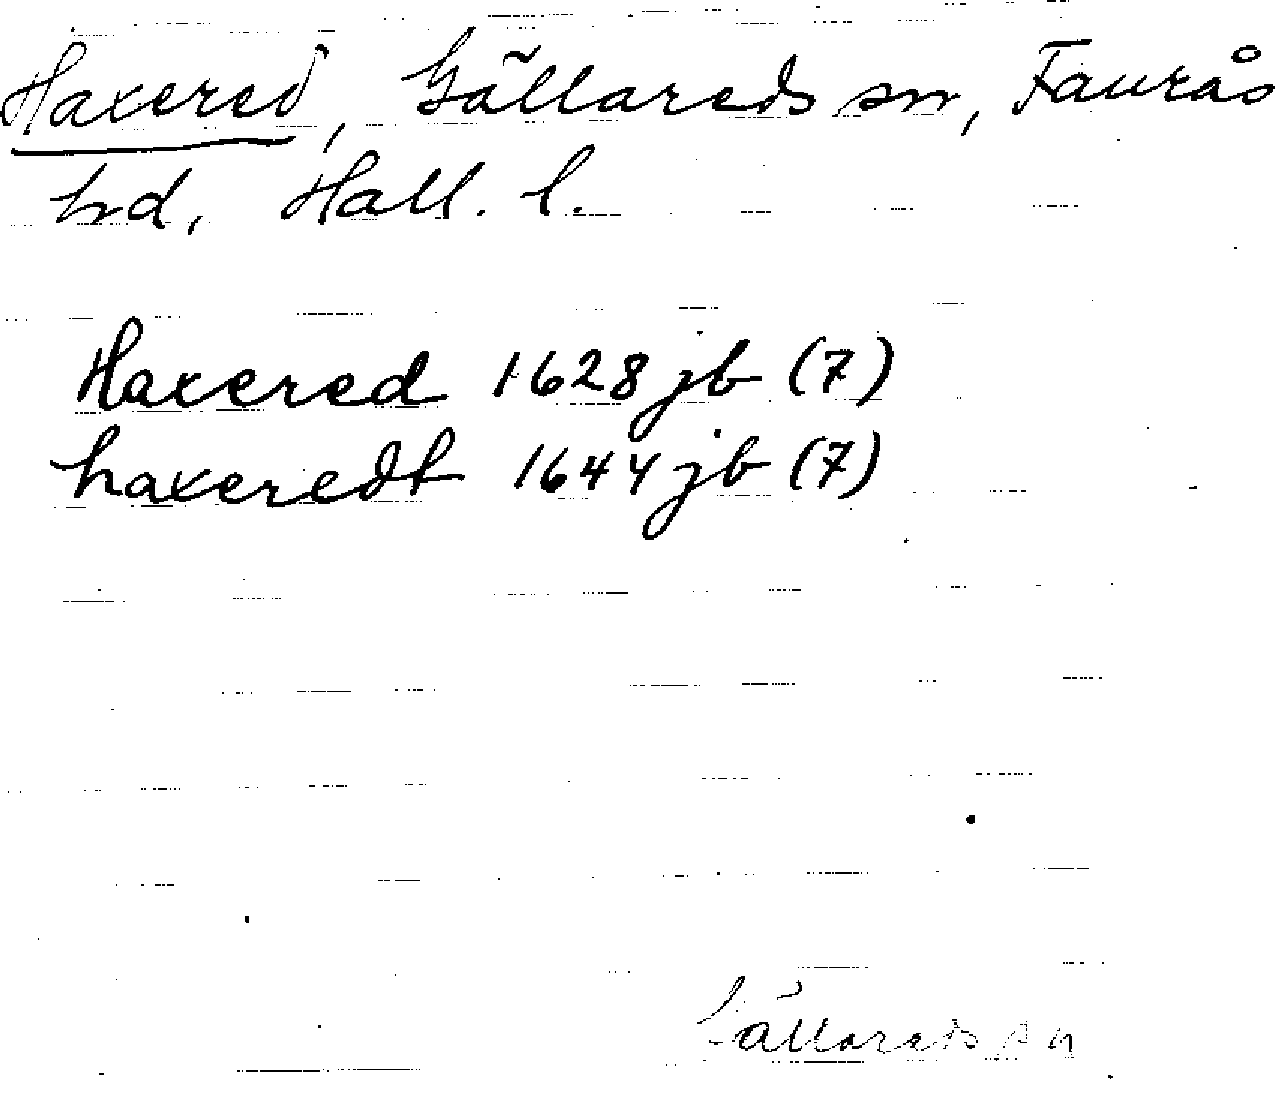 Haxered, Gällareds sn, Faurås
hd, Hall. l.
Haxered 1628 jb (7)
haxeredt 1644 jb (7)
Gällareds sn